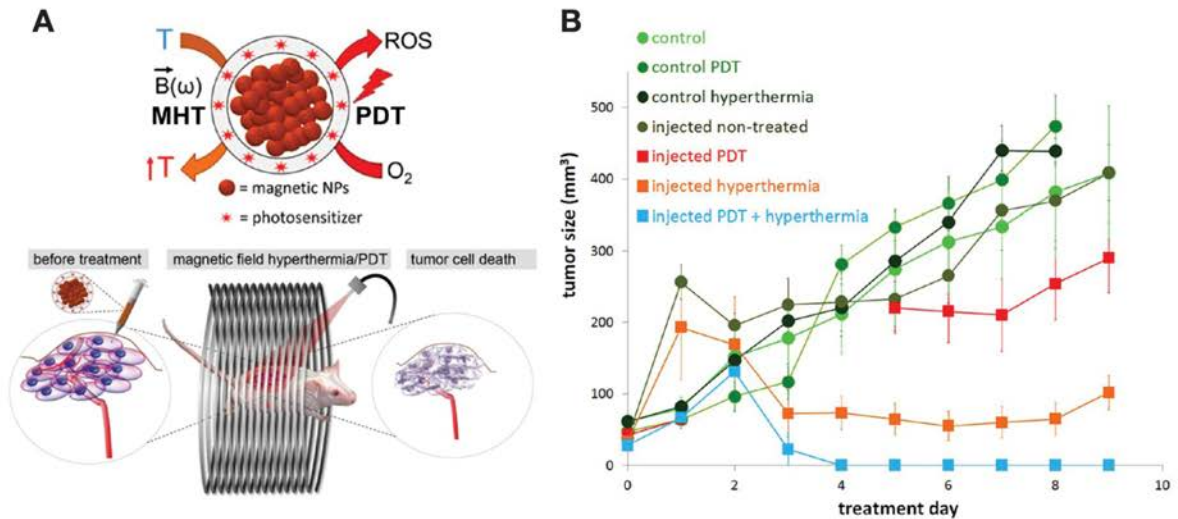 A
T
ROS
B(ω)
MHT
PDT
↑T
O₂
= magnetic NPs
= photosensitizer
before treatment
magnetic field hyperthermia/PDT
tumor cell death
B
control
control PDT
control hyperthermia
injected non-treated
injected PDT
injected hyperthermia
injected PDT + hyperthermia
tumor size (mm³)
500
400
300
200
100
0
0 2 4 6 8 10
treatment day